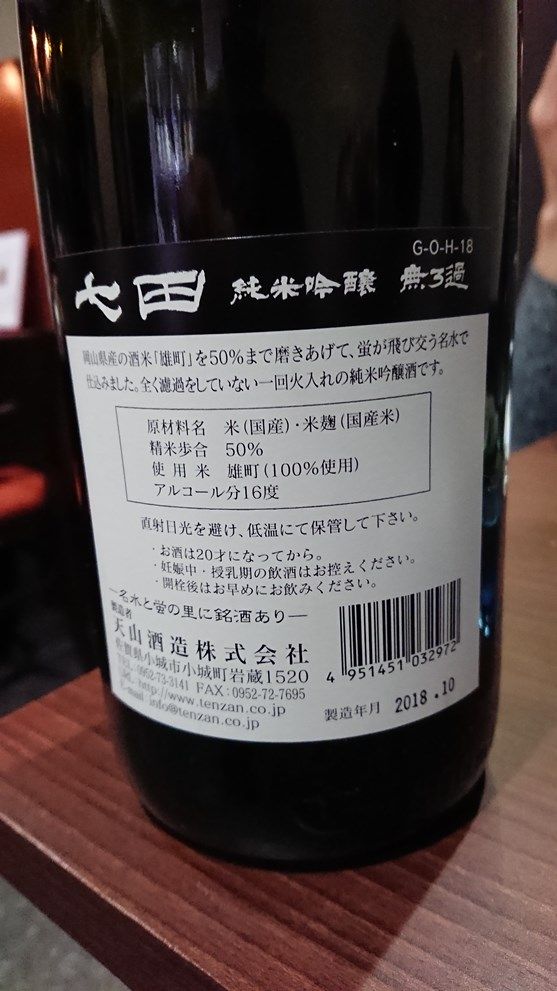 G-O-H-18
七田 純米吟醸 無ろ過
岡山県産の酒米「雄町」を50%まで磨きあげて、蛍が飛び交う名水で
仕込みました。全く濾過をしていない一回火入れの純米吟醸酒です。
原材料名 米(国産)・米麹(国産米)
精米歩合 50%
使用米 雄町(100%使用)
アルコール分16度
直射日光を避け、低温にて保管して下さい。
・お酒は20才になってから。
・妊娠中・授乳期の飲酒はお控えください。
・開栓後はお早めにお飲みください。
―名水と蛍の里に銘酒あり―
製造者
天山酒造株式会社
佐賀県小城市小城町岩蔵1520
TEL.0952-73-3141 FAX:0952-72-7695
URL. http://www.tenzan.co.jp
E-mail info@tenzan.co.jp
4 951451 032972
製造年月 2018.10